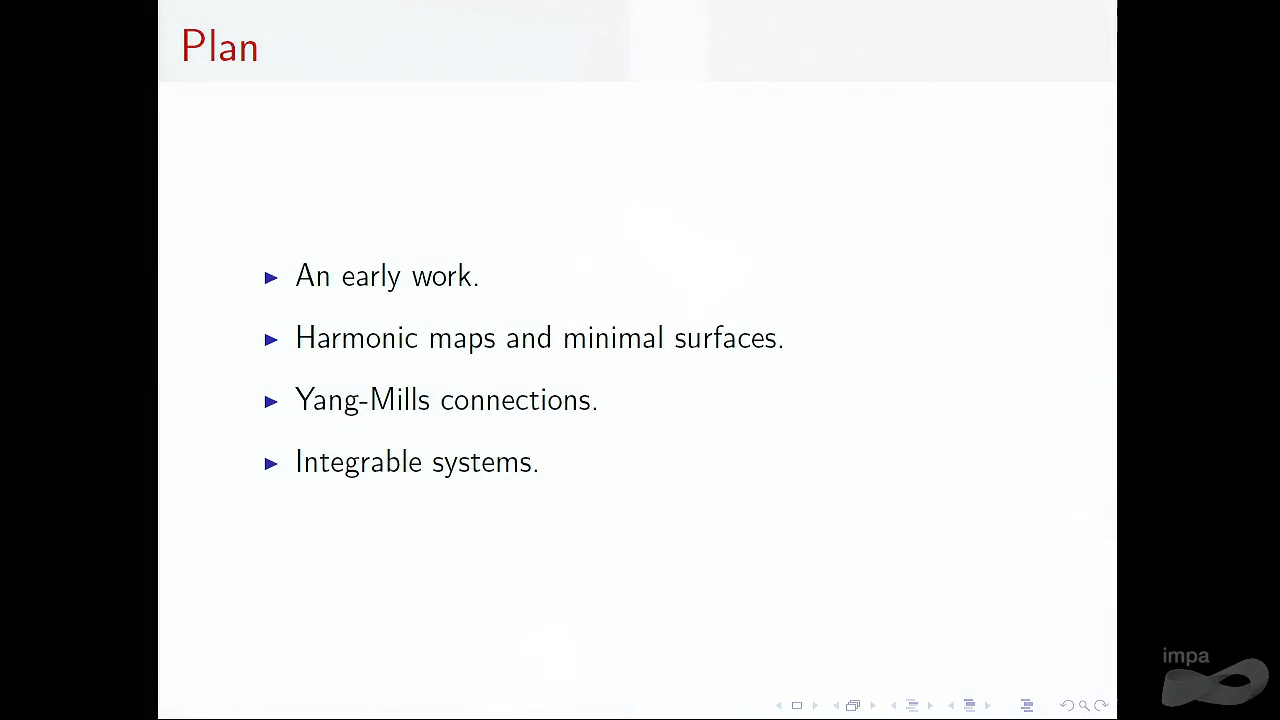 Plan
An early work.
Harmonic maps and minimal surfaces.
Yang-Mills connections.
Integrable systems.
impa